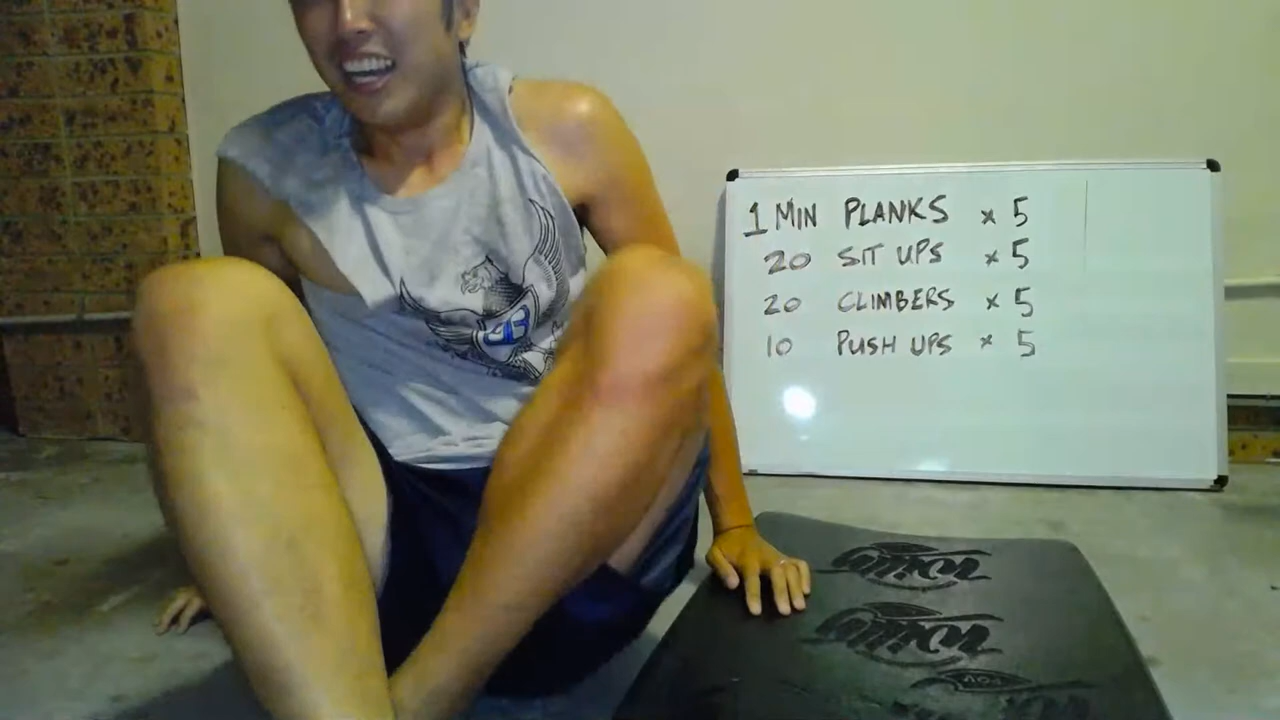 1 MIN PLANKS × 5
20 SIT UPS × 5
20 CLIMBERS × 5
10 PUSH UPS × 5